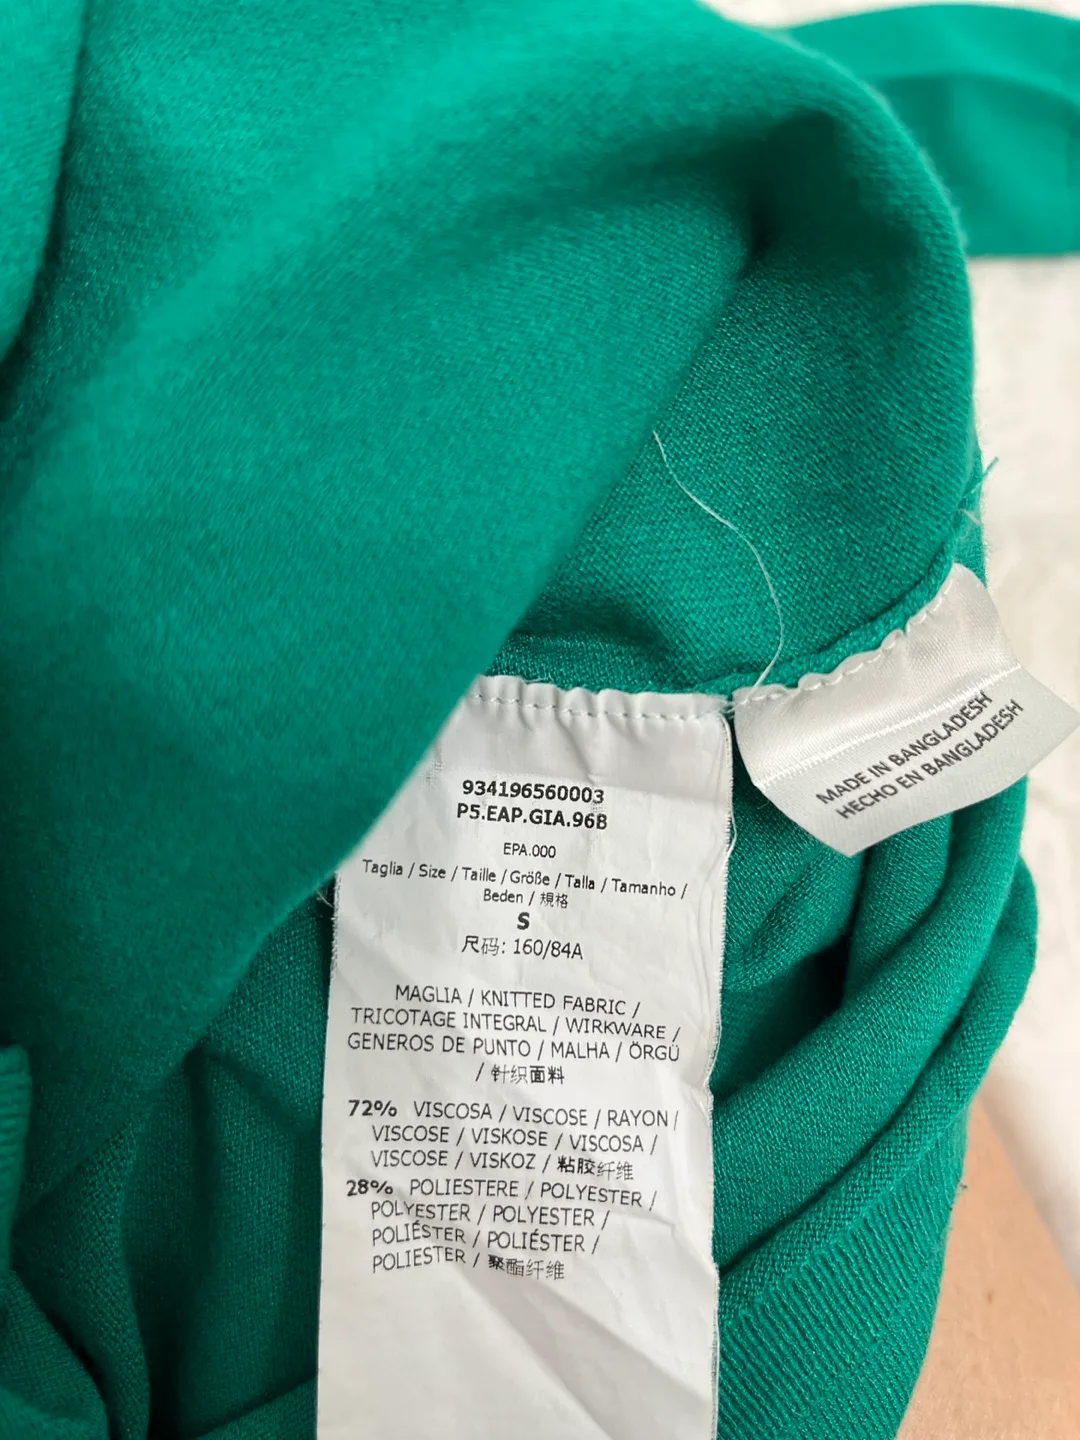 934196560003
P5.EAP.GIA.96B
EPA.000
Taglia / Size / Taille / Größe / Talla / Tamanho /
Beden / 規格
S
尺码: 160/84A
MAGLIA / KNITTED FABRIC /
TRICOTAGE INTEGRAL / WIRKWARE /
GENEROS DE PUNTO / MALHA / ÖRGÜ
/ 针织面料
72% VISCOSA / VISCOSE / RAYON /
VISCOSE / VISKOSE / VISCOSA /
VISCOSE / VISKOZ / 粘胶纤维
28% POLIESTERE / POLYESTER /
POLYESTER / POLYESTER /
POLIÉSTER / POLIÉSTER /
POLIESTER / 聚酯纤维
MADE IN BANGLADESH
HECHO EN BANGLADESH